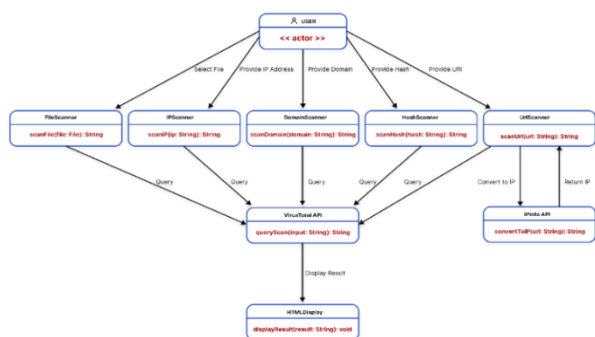 USER
<< actor >>
Select File
Provide IP Address
Provide Domain
Provide Hash
Provide URI
FileScanner
scanFile(file: File): String
IPScanner
scanIP(ip: String): String
DomainScanner
scanDomain(domain: String): String
HashScanner
scanHash(hash: String): String
UrlScanner
scanUrl(url: String): String
Query
Query
Query
Query
Query
Convert to IP
Return IP
VirusTotal API
queryScan(input: String): String
IPinfo API
convertToIP(url: String): String
Display Result
HTMLDisplay
displayResult(result: String): void